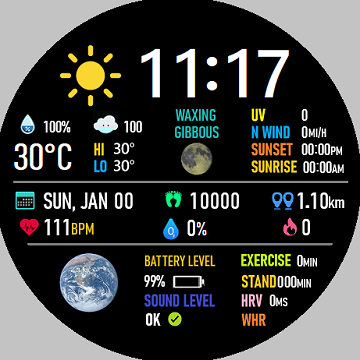 11:17
100% 100
WAXING
GIBBOUS
UV 0
N WIND 0MI/H
SUNSET 00:00PM
SUNRISE 00:00AM
30°C
HI 30°
LO 30°
SUN, JAN 00 10000 1.10km
111BPM 0% 0
BATTERY LEVEL
99%
SOUND LEVEL
OK
EXERCISE 0MIN
STAND000MIN
HRV 0MS
WHR